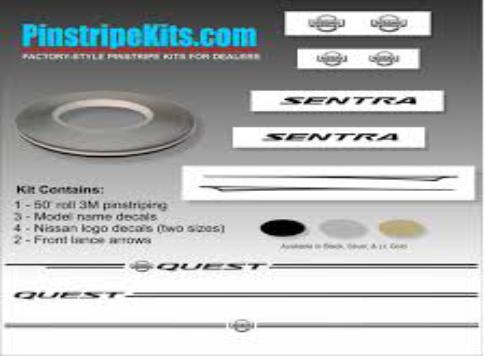 PinstripeKits.com
FACTORY-STYLE PINSTRIPE KITS FOR DEALERS
SENTRA
SENTRA
Kit Contains:
1 - 50' roll 3M pinstriping
3 - Model name decals
4 - Nissan logo decals (two sizes)
2 - Front lance arrows
Available in Black, Silver, & Lt. Gold
QUEST
QUEST